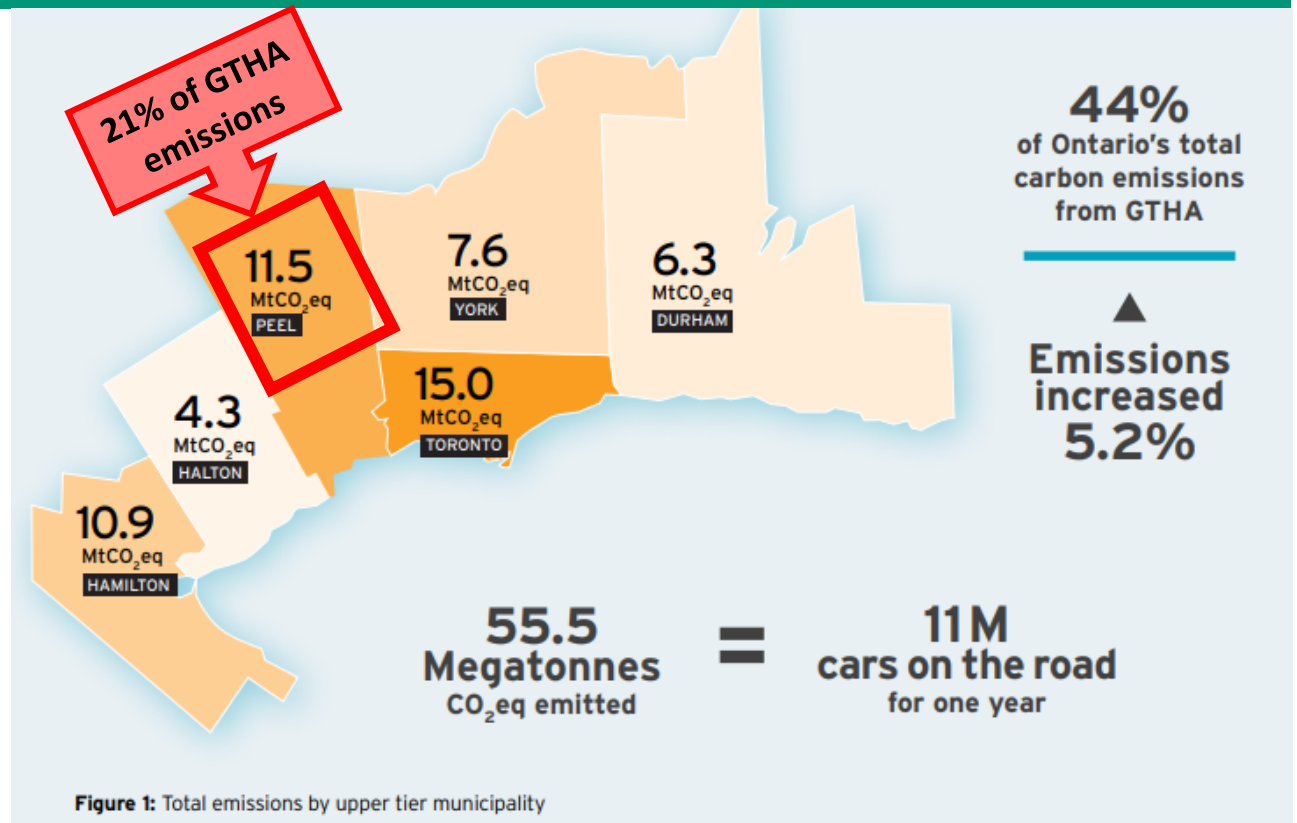 21% of GTHA
emissions
11.5
MtCO₂eq
PEEL
7.6
MtCO₂eq
YORK
6.3
MtCO₂eq
DURHAM
15.0
MtCO₂eq
TORONTO
4.3
MtCO₂eq
HALTON
10.9
MtCO₂eq
HAMILTON
44%
of Ontario's total
carbon emissions
from GTHA
Emissions
increased
5.2%
55.5
Megatonnes
CO₂eq emitted
=
11M
cars on the road
for one year
Figure 1: Total emissions by upper tier municipality